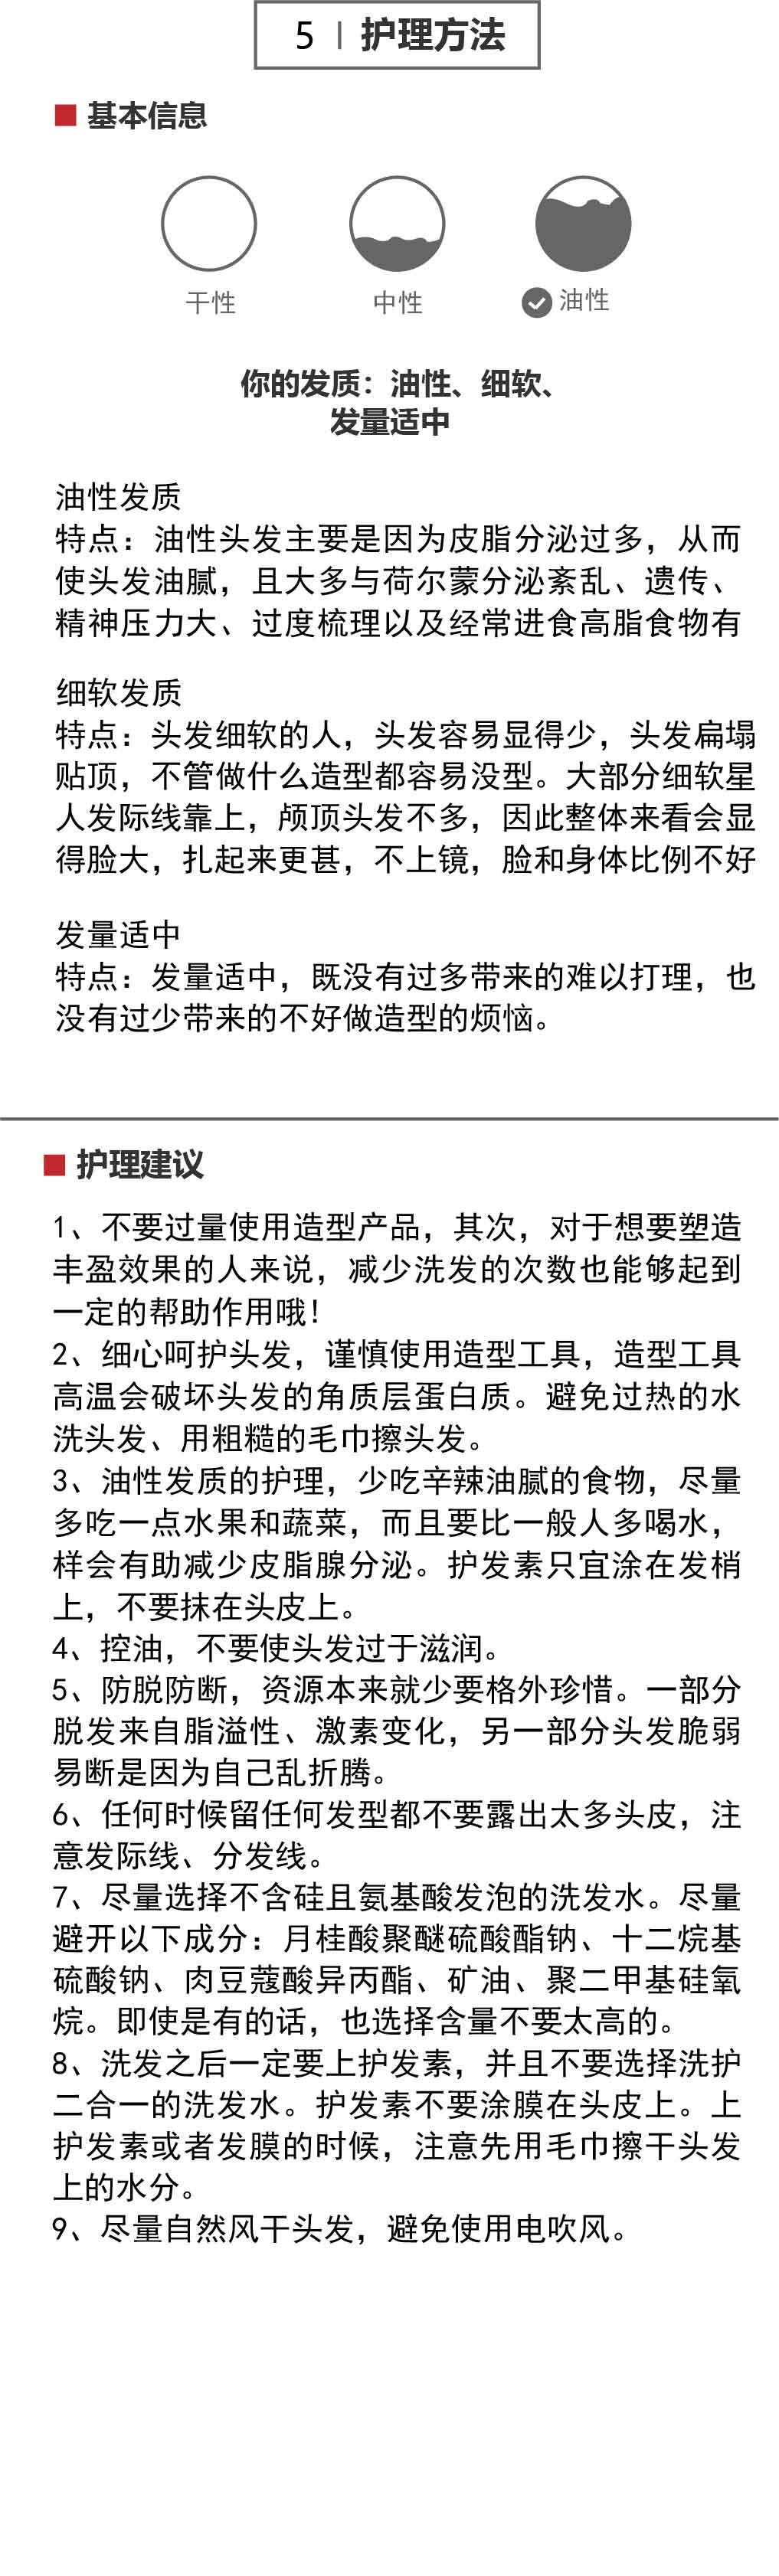 5 | 护理方法
基本信息
干性 中性 油性
你的发质：油性、细软、
发量适中
油性发质
特点：油性头发主要是因为皮脂分泌过多，从而
使头发油腻，且大多与荷尔蒙分泌紊乱、遗传、
精神压力大、过度梳理以及经常进食高脂食物有
细软发质
特点：头发细软的人，头发容易显得少，头发扁塌
贴顶，不管做什么造型都容易没型。大部分细软星
人发际线靠上，颅顶头发不多，因此整体来看会显
得脸大，扎起来更甚，不上镜，脸和身体比例不好
发量适中
特点：发量适中，既没有过多带来的难以打理，也
没有过少带来的不好做造型的烦恼。
护理建议
1、不要过量使用造型产品，其次，对于想要塑造
丰盈效果的人来说，减少洗发的次数也能够起到
一定的帮助作用哦！
2、细心呵护头发，谨慎使用造型工具，造型工具
高温会破坏头发的角质层蛋白质。避免过热的水
洗头发、用粗糙的毛巾擦头发。
3、油性发质的护理，少吃辛辣油腻的食物，尽量
多吃一点水果和蔬菜，而且要比一般人多喝水，
样会有助减少皮脂腺分泌。护发素只宜涂在发梢
上，不要抹在头皮上。
4、控油，不要使头发过于滋润。
5、防脱防断，资源本来就少要格外珍惜。一部分
脱发来自脂溢性、激素变化，另一部分头发脆弱
易断是因为自己乱折腾。
6、任何时候留任何发型都不要露出太多头皮，注
意发际线、分发线。
7、尽量选择不含硅且氨基酸发泡的洗发水。尽量
避开以下成分：月桂酸聚醚硫酸酯钠、十二烷基
硫酸钠、肉豆蔻酸异丙酯、矿油、聚二甲基硅氧
烷。即使是有的话，也选择含量不要太高的。
8、洗发之后一定要上护发素，并且不要选择洗护
二合一的洗发水。护发素不要涂膜在头皮上。上
护发素或者发膜的时候，注意先用毛巾擦干头发
上的水分。
9、尽量自然风干头发，避免使用电吹风。